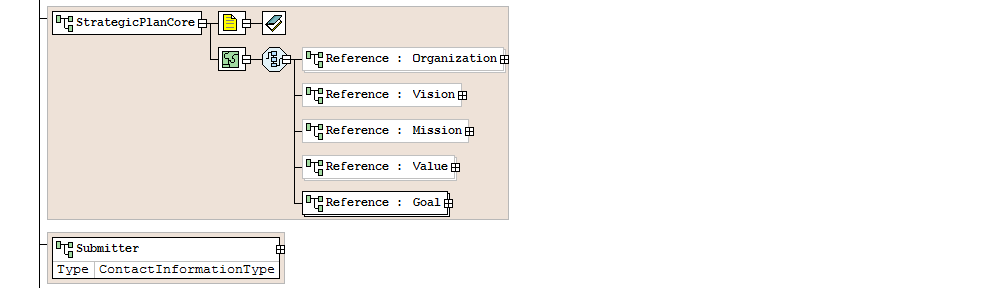 StrategicPlanCore
Reference : Organization
Reference : Vision
Reference : Mission
Reference : Value
Reference : Goal
Submitter
Type ContactInformationType